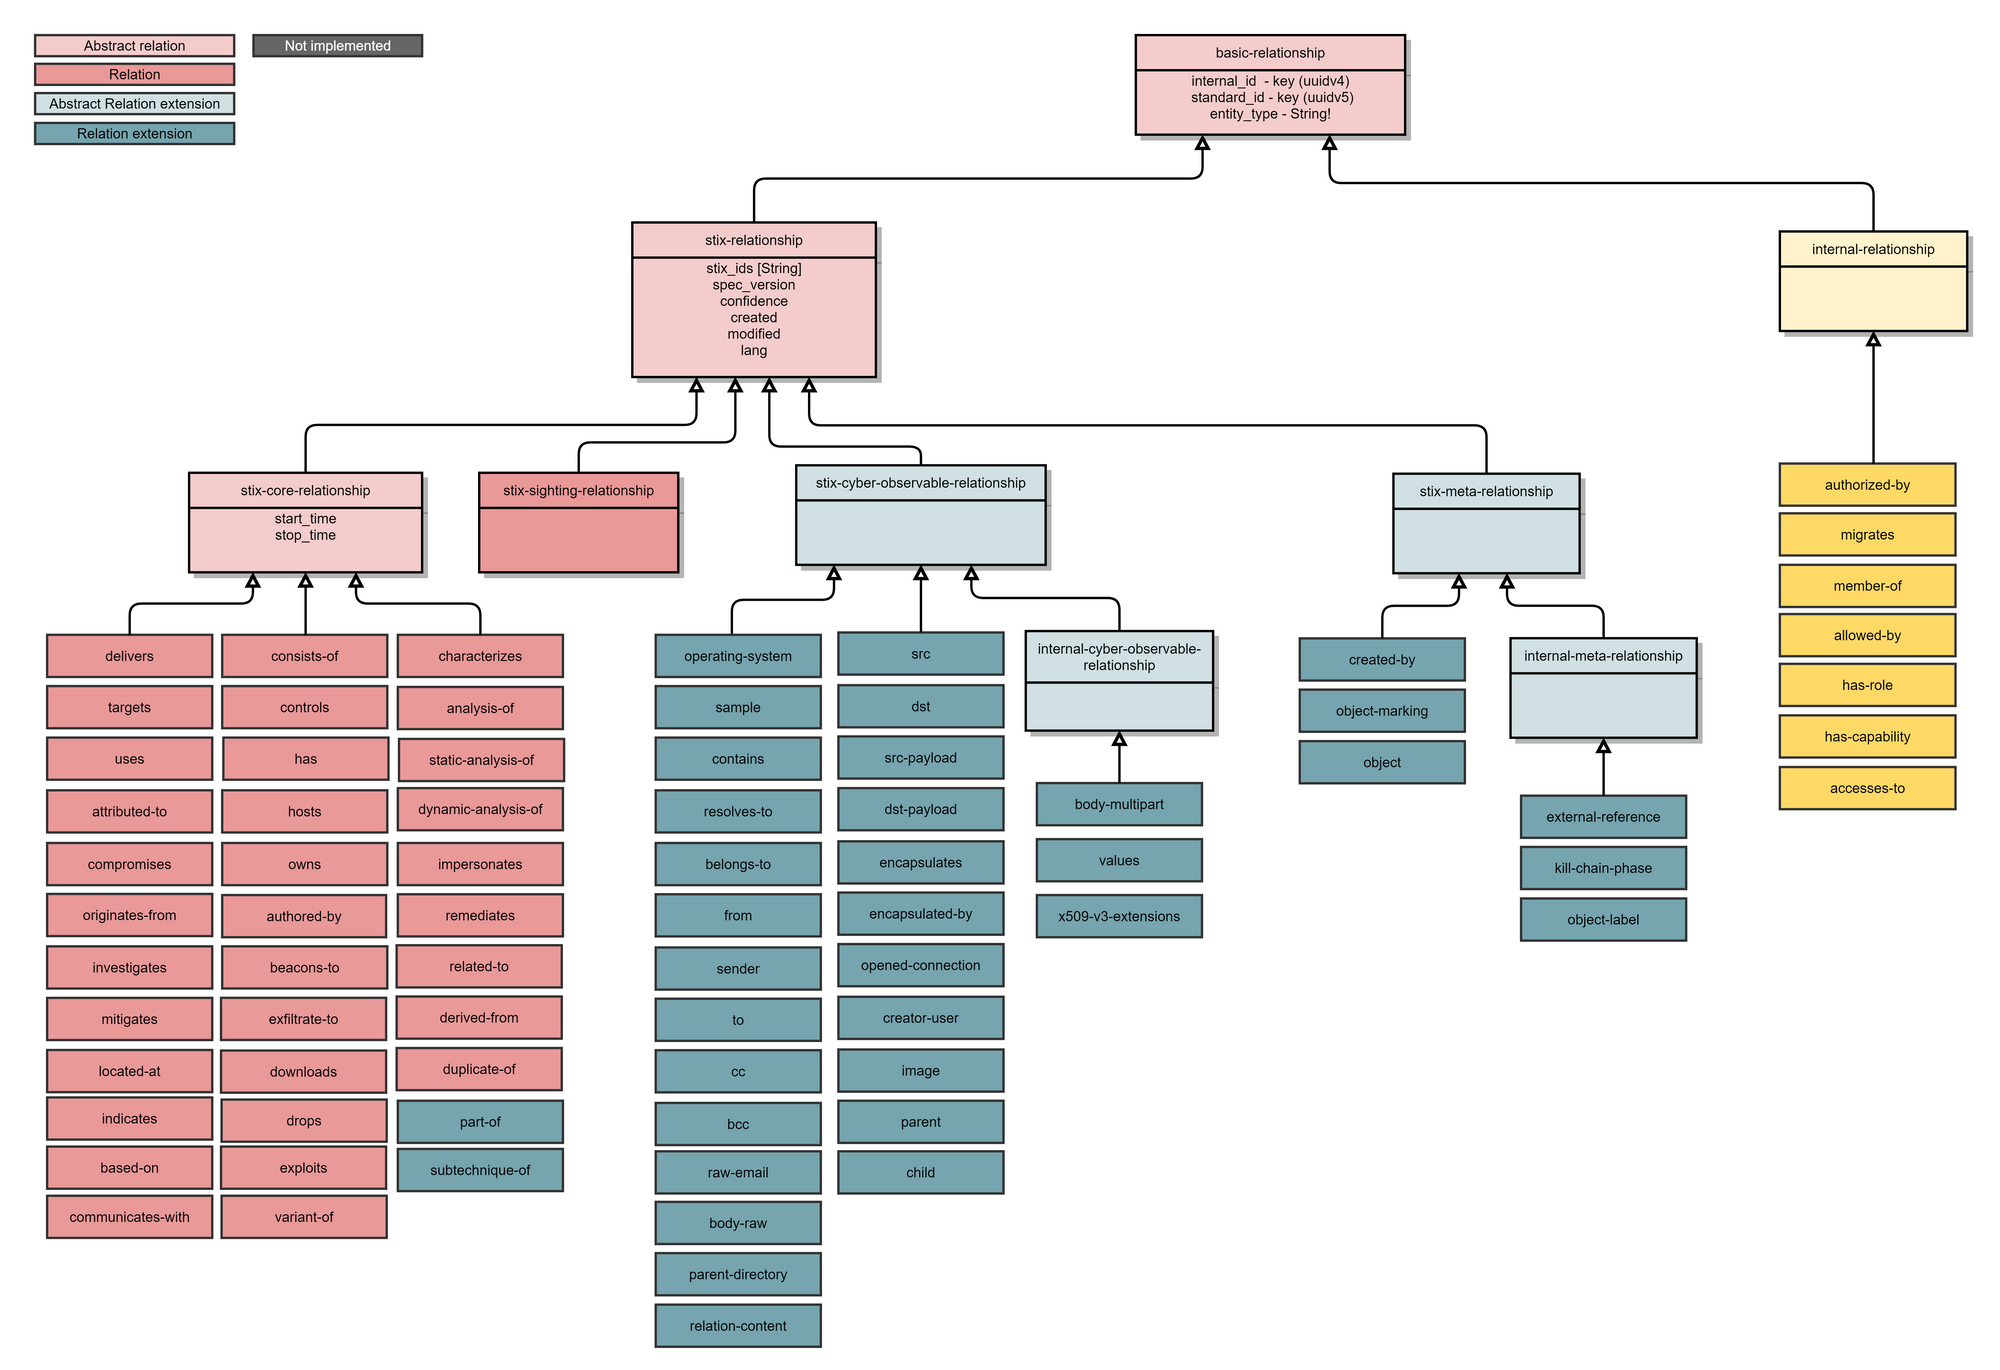 Abstract relation
Not implemented
Relation
Abstract Relation extension
Relation extension
basic-relationship
internal_id  - key (uuidv4)
standard_id - key (uuidv5)
entity_type - String!
stix-relationship
stix_ids [String]
spec_version
confidence
created
modified
lang
internal-relationship
stix-core-relationship
start_time
stop_time
stix-sighting-relationship
stix-cyber-observable-relationship
stix-meta-relationship
delivers
targets
uses
attributed-to
compromises
originates-from
investigates
mitigates
located-at
indicates
based-on
communicates-with
consists-of
controls
has
hosts
owns
authored-by
beacons-to
exfiltrate-to
downloads
drops
exploits
variant-of
characterizes
analysis-of
static-analysis-of
dynamic-analysis-of
impersonates
remediates
related-to
derived-from
duplicate-of
part-of
subtechnique-of
operating-system
sample
contains
resolves-to
belongs-to
from
sender
to
cc
bcc
raw-email
body-raw
parent-directory
relation-content
src
dst
src-payload
dst-payload
encapsulates
encapsulated-by
opened-connection
creator-user
image
parent
child
internal-cyber-observable-
relationship
body-multipart
values
x509-v3-extensions
created-by
object-marking
object
internal-meta-relationship
external-reference
kill-chain-phase
object-label
authorized-by
migrates
member-of
allowed-by
has-role
has-capability
accesses-to